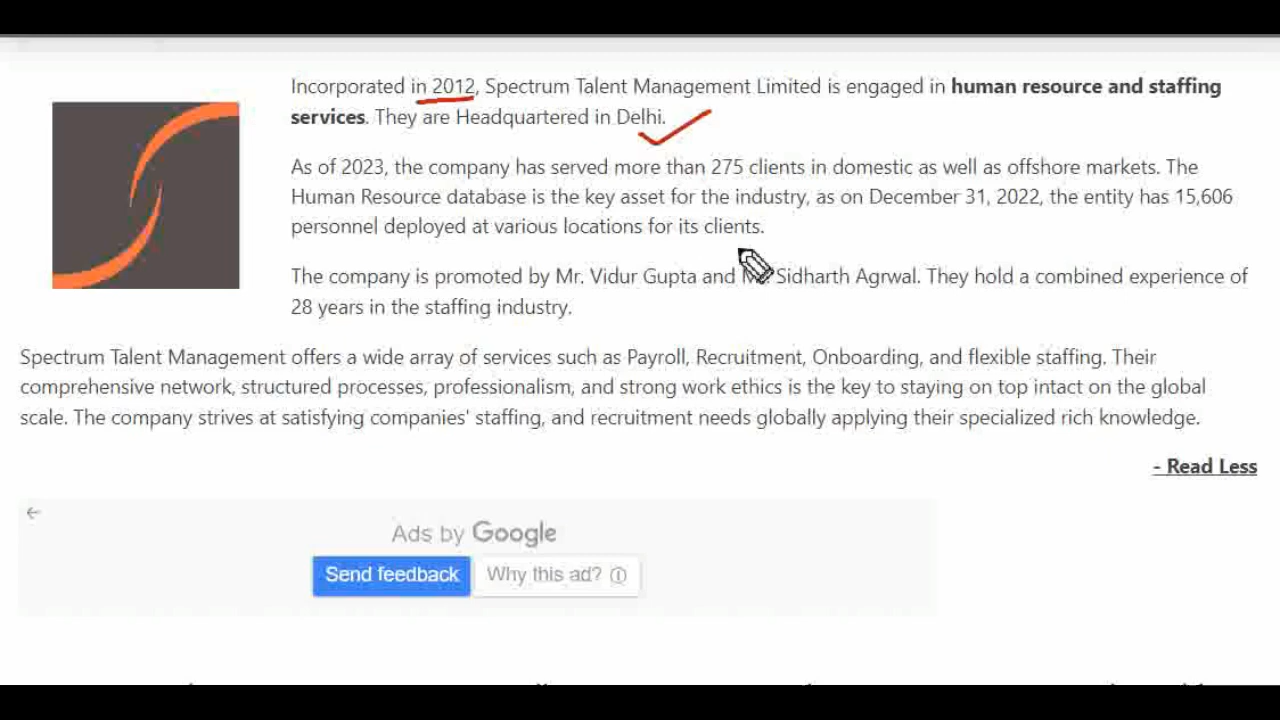 Incorporated in 2012, Spectrum Talent Management Limited is engaged in human resource and staffing
services. They are Headquartered in Delhi.
As of 2023, the company has served more than 275 clients in domestic as well as offshore markets. The
Human Resource database is the key asset for the industry, as on December 31, 2022, the entity has 15,606
personnel deployed at various locations for its clients.
The company is promoted by Mr. Vidur Gupta and Sidharth Agrwal. They hold a combined experience of
28 years in the staffing industry.
Spectrum Talent Management offers a wide array of services such as Payroll, Recruitment, Onboarding, and flexible staffing. Their
comprehensive network, structured processes, professionalism, and strong work ethics is the key to staying on top intact on the global
scale. The company strives at satisfying companies' staffing, and recruitment needs globally applying their specialized rich knowledge.
- Read Less
Ads by Google
Send feedback
Why this ad?